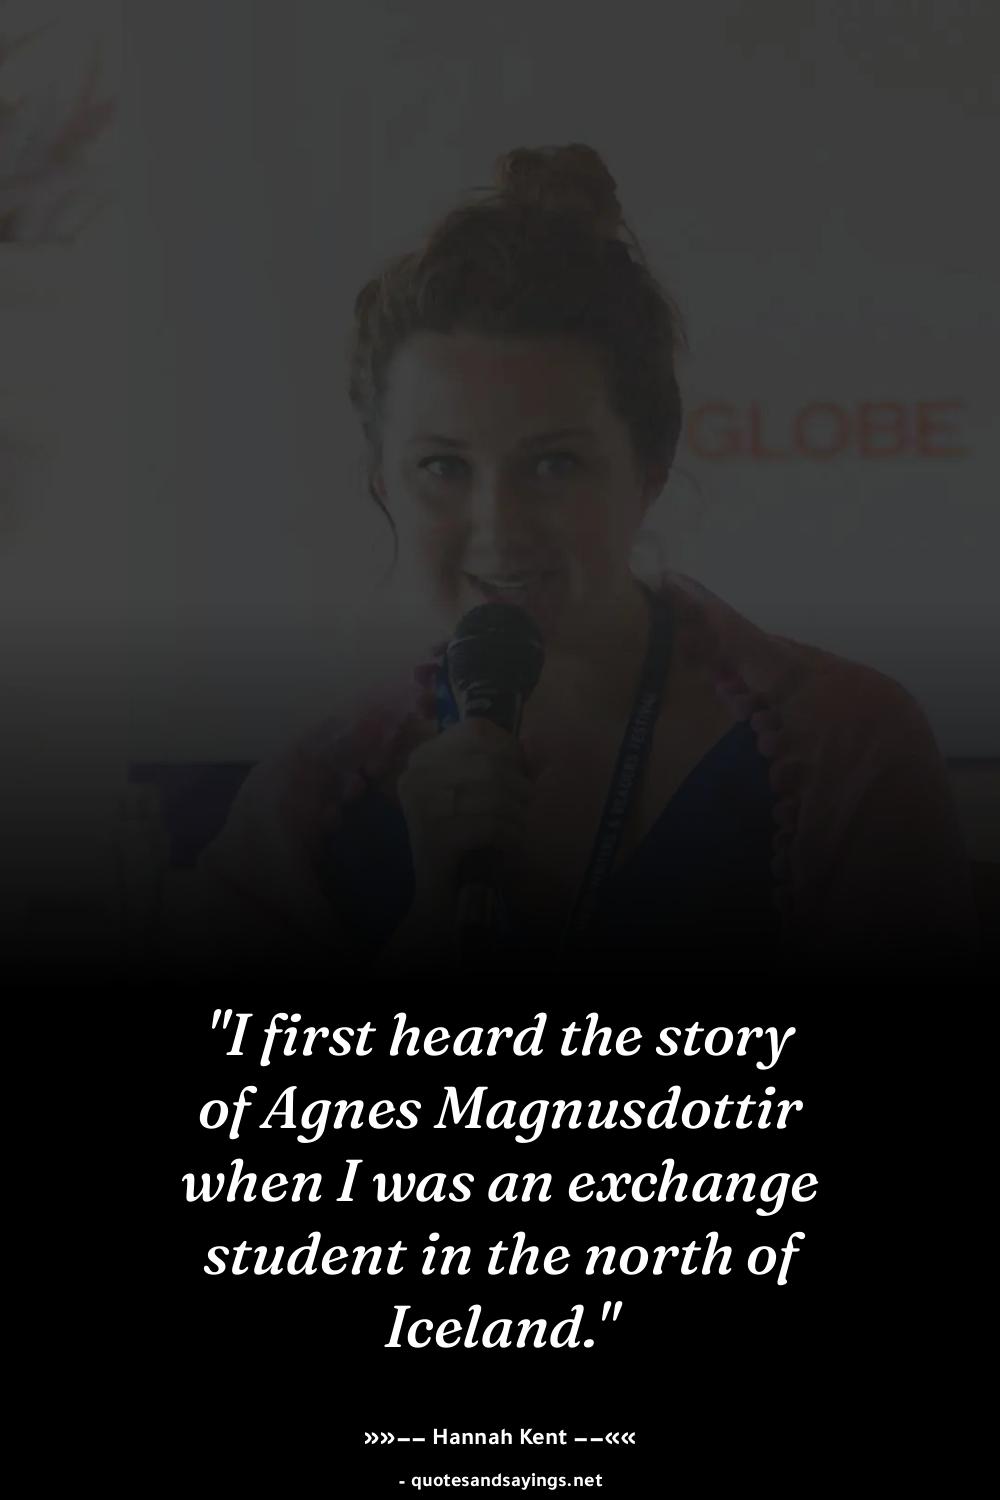 GLOBE
"I first heard the story
of Agnes Magnusdottir
when I was an exchange
student in the north of
Iceland."
»»–– Hannah Kent ––««
- quotesandsayings.net